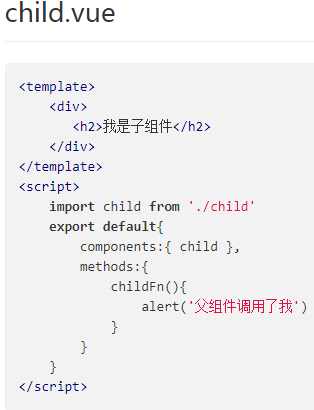 child.vue
<template>
    <div>
       <h2>我是子组件</h2>
    </div>
</template>
<script>
    import child from './child'
    export default{
        components:{ child },
        methods:{
            childFn(){
                alert('父组件调用了我')
            }
        }
    }
</script>